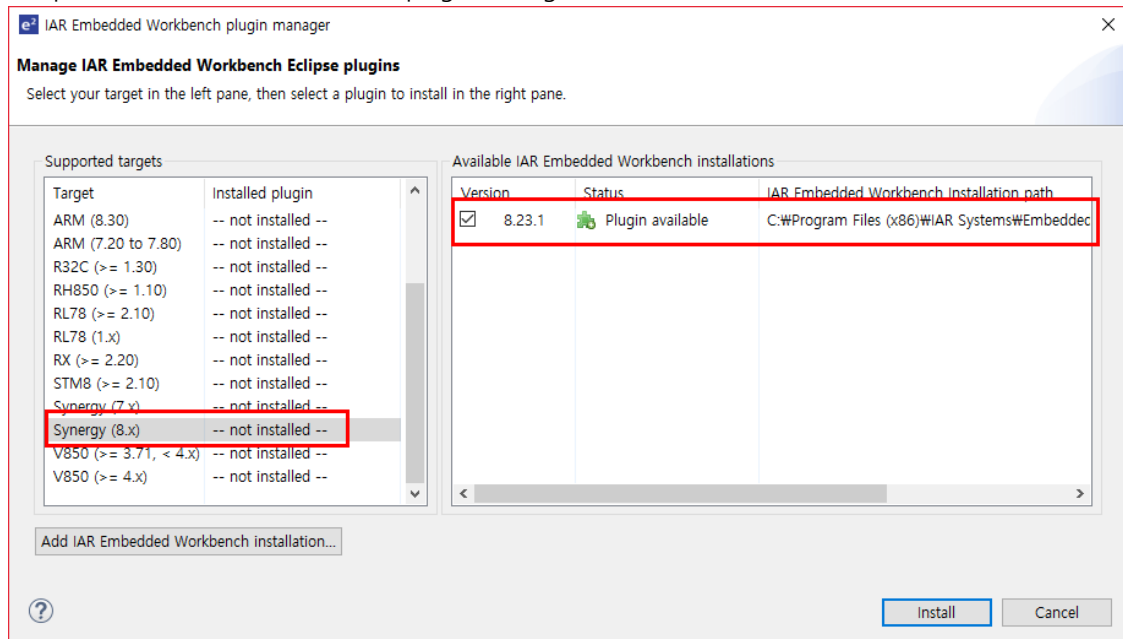 e² IAR Embedded Workbench plugin manager
Manage IAR Embedded Workbench Eclipse plugins
Select your target in the left pane, then select a plugin to install in the right pane.
Supported targets
Target Installed plugin
ARM (8.30) -- not installed --
ARM (7.20 to 7.80) -- not installed --
R32C (>= 1.30) -- not installed --
RH850 (>= 1.10) -- not installed --
RL78 (>= 2.10) -- not installed --
RL78 (1.x) -- not installed --
RX (>= 2.20) -- not installed --
STM8 (>= 2.10) -- not installed --
Synergy (7.x) -- not installed --
Synergy (8.x) -- not installed --
V850 (>= 3.71, < 4.x) -- not installed --
V850 (>= 4.x) -- not installed --
Available IAR Embedded Workbench installations
Version Status IAR Embedded Workbench Installation path
8.23.1 Plugin available C:₩Program Files (x86)₩IAR Systems₩Embedded
Add IAR Embedded Workbench installation...
Install Cancel